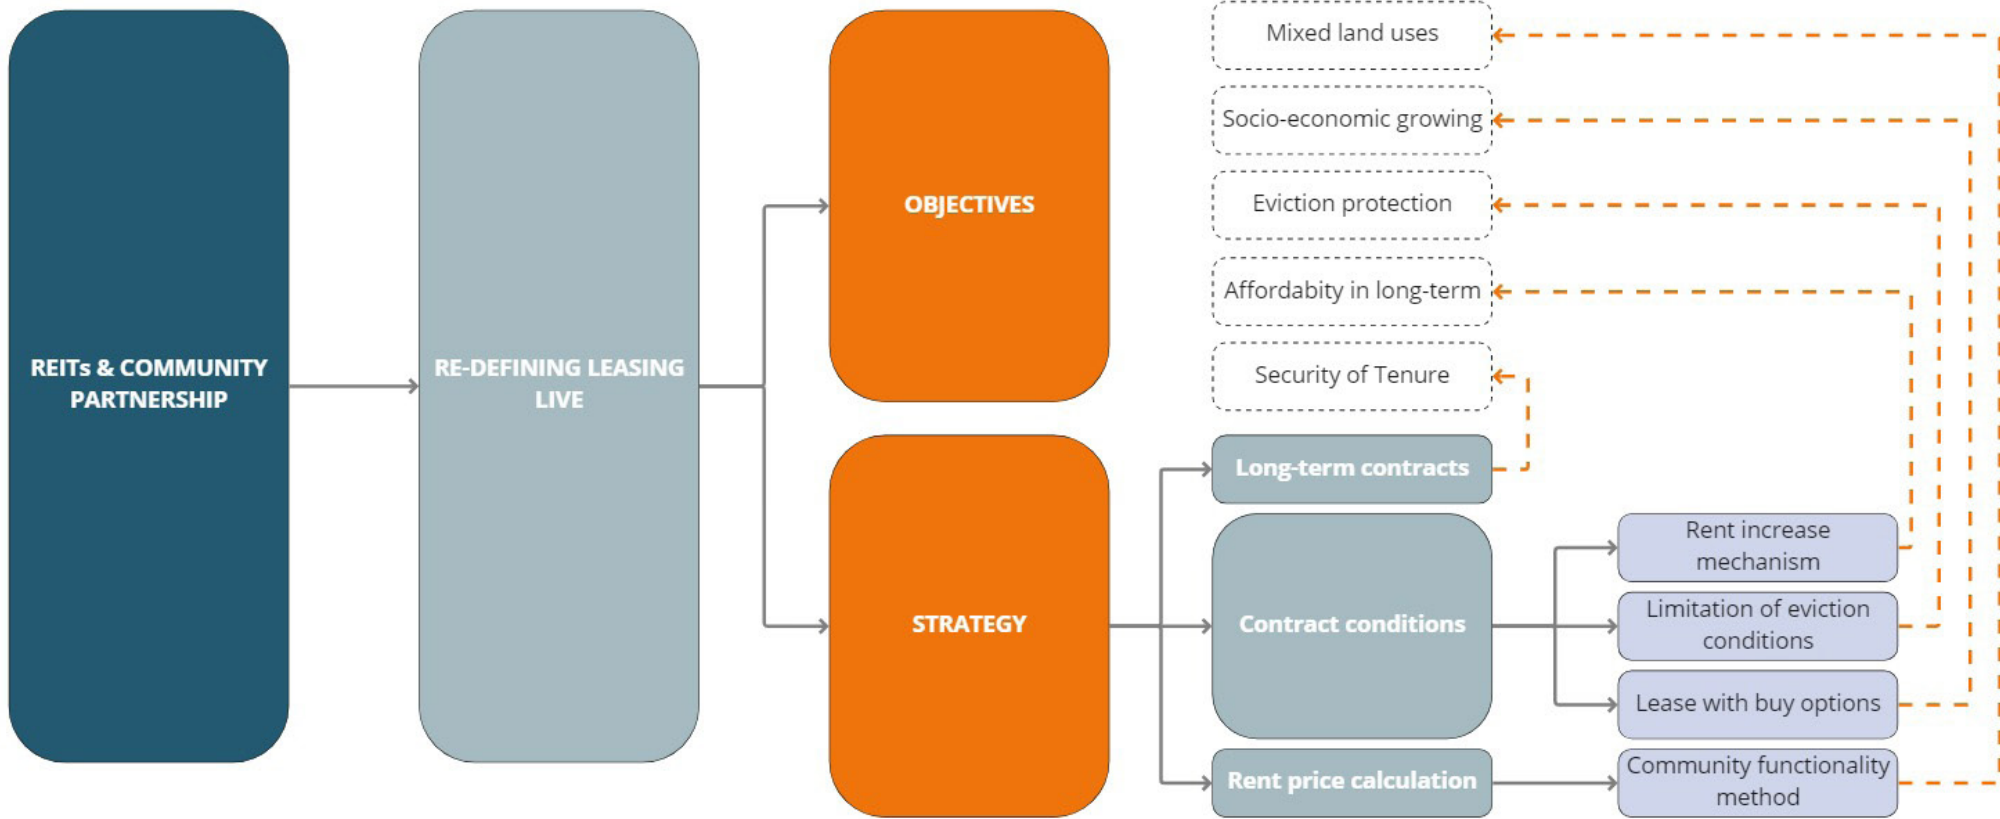 REITs & COMMUNITY
PARTNERSHIP
RE-DEFINING LEASING
LIVE
OBJECTIVES
STRATEGY
Mixed land uses
Socio-economic growing
Eviction protection
Affordabity in long-term
Security of Tenure
Long-term contracts
Contract conditions
Rent price calculation
Rent increase
mechanism
Limitation of eviction
conditions
Lease with buy options
Community functionality
method